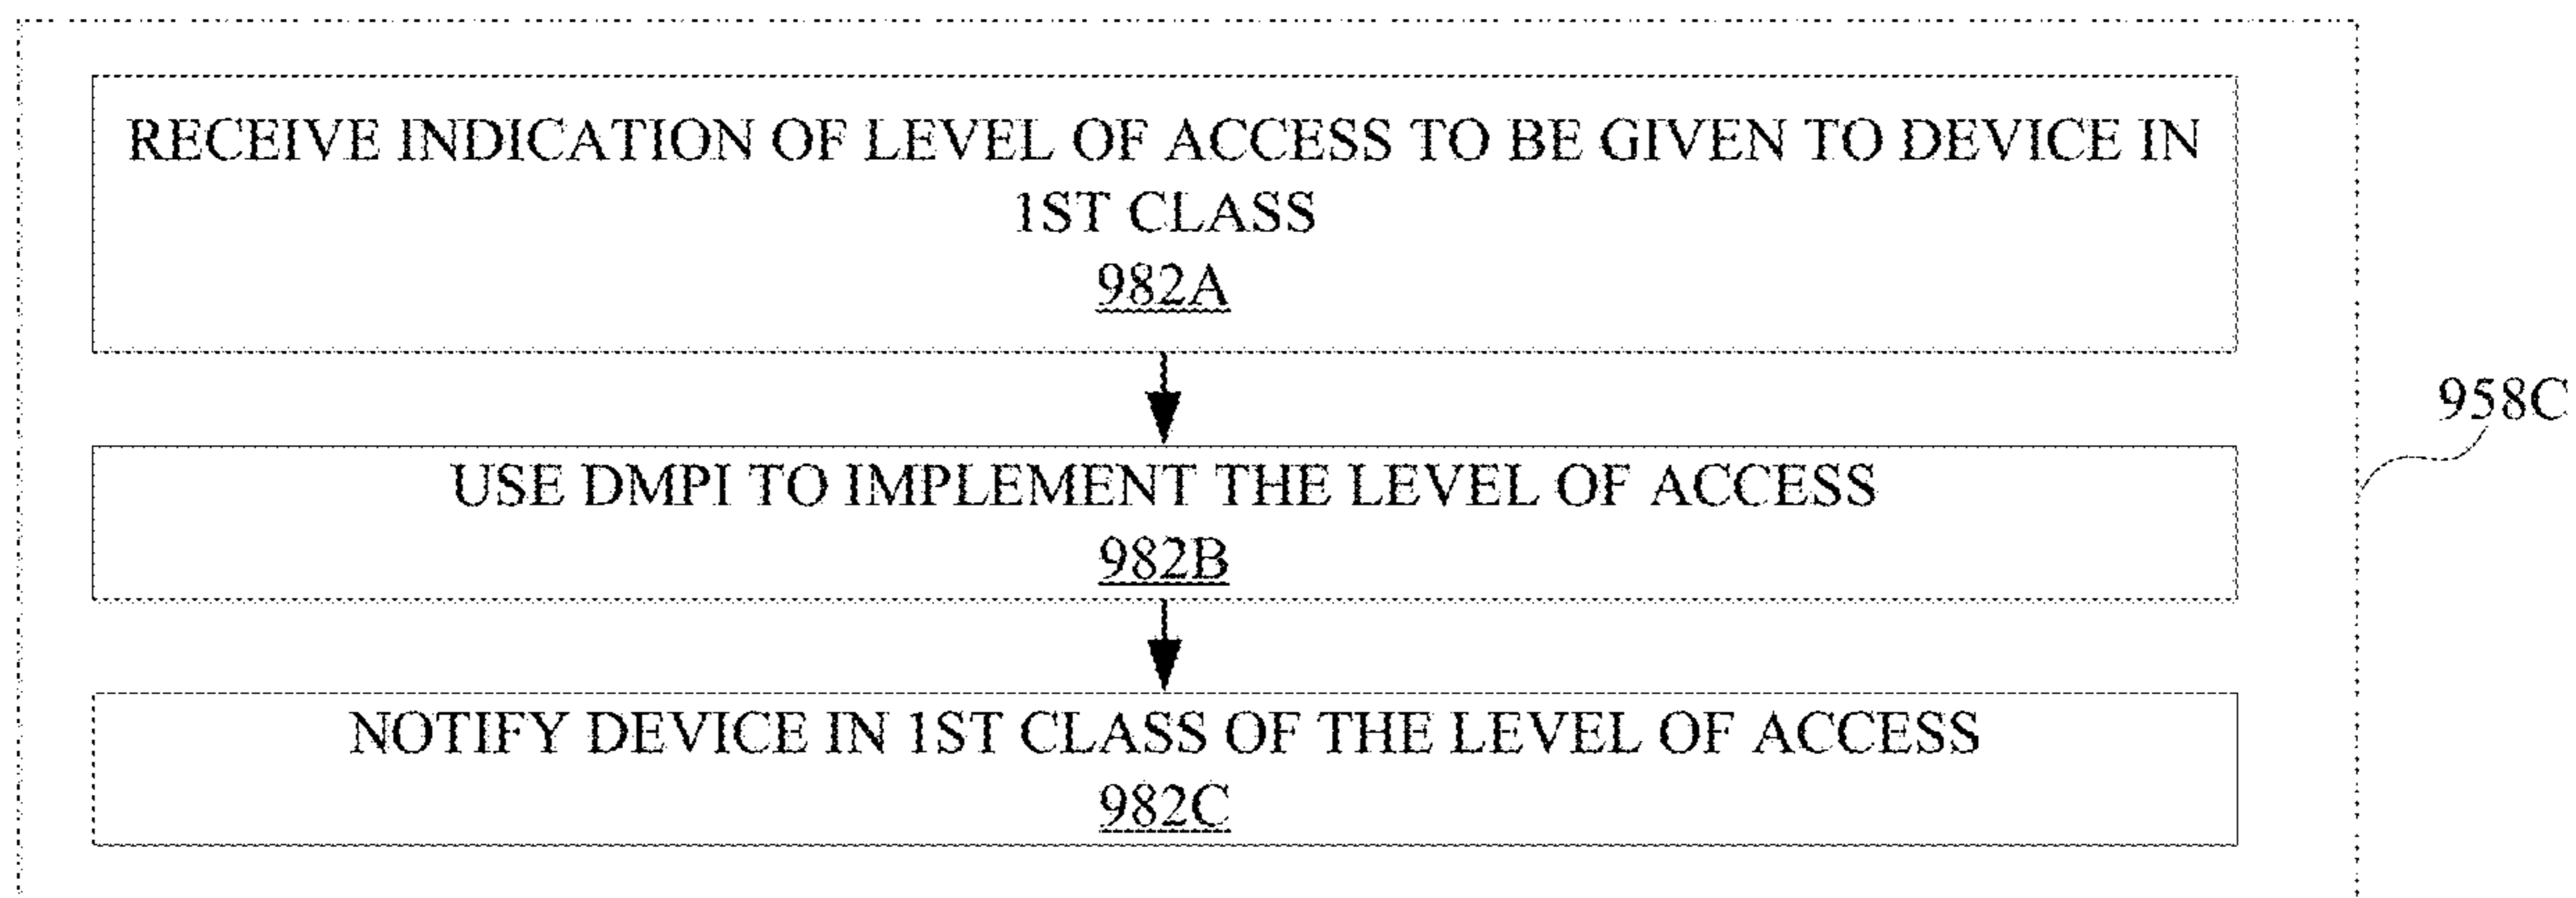 RECEIVE INDICATION OF LEVEL OF ACCESS TO BE GIVEN TO DEVICE IN
1ST CLASS
982A
958C
USE DMPI TO IMPLEMENT THE LEVEL OF ACCESS
982B
NOTIFY DEVICE IN 1ST CLASS OF THE LEVEL OF ACCESS
982C